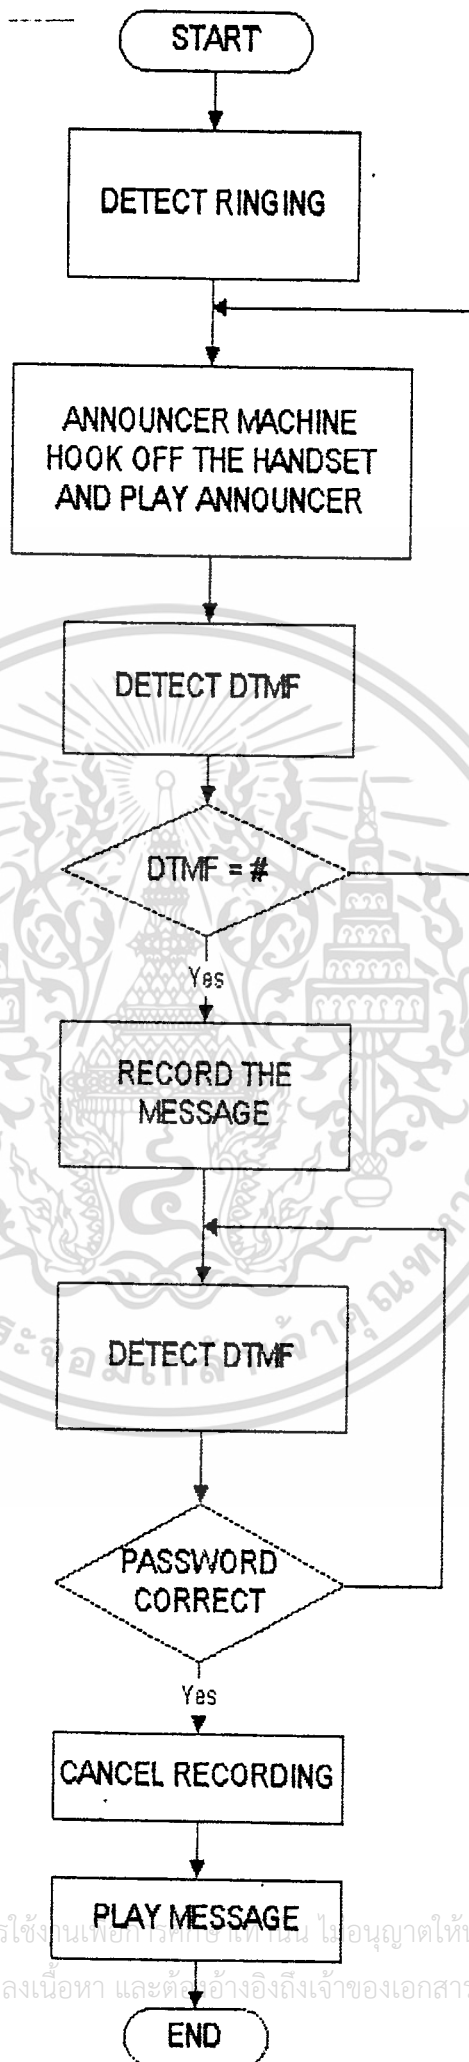 START
DETECT RINGING
ANNOUNCER MACHINE
HOOK OFF THE HANDSET
AND PLAY ANNOUNCER
DETECT DTMF
DTMF = #
Yes
RECORD THE
MESSAGE
DETECT DTMF
PASSWORD
CORRECT
Yes
CANCEL RECORDING
PLAY MESSAGE
END